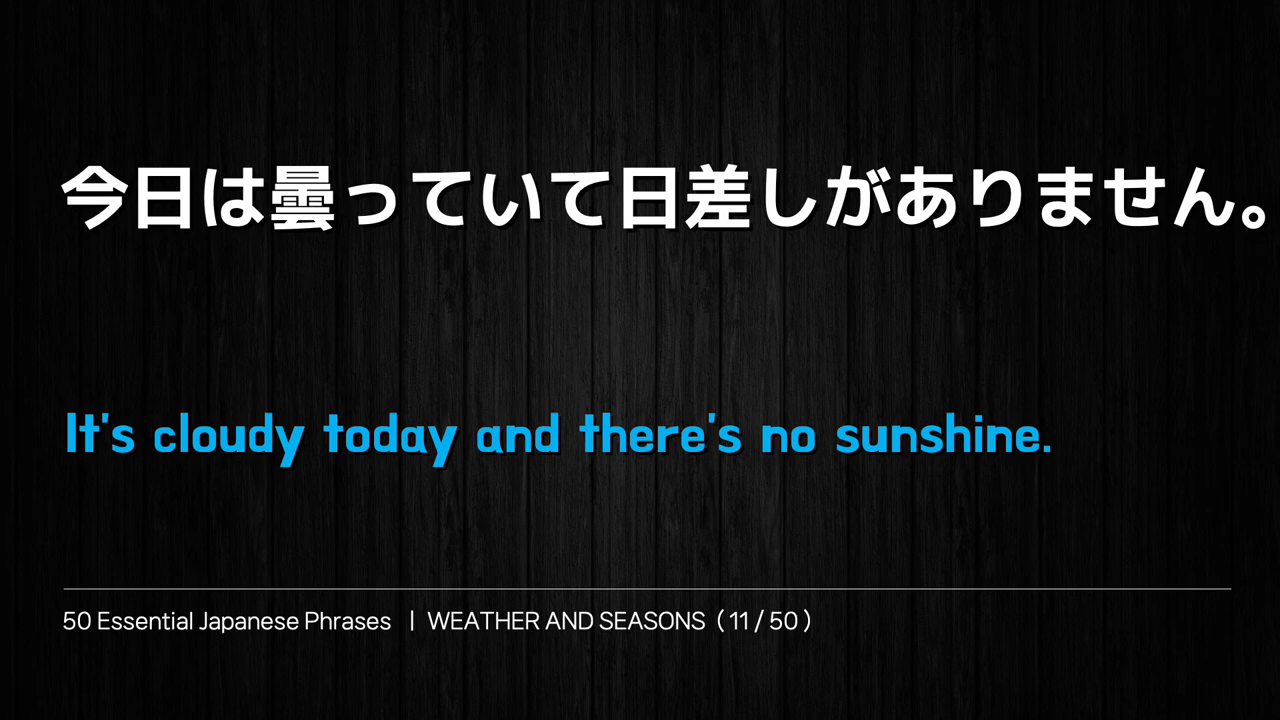 今日は曇っていて日差しがありません。
It's cloudy today and there's no sunshine.
50 Essential Japanese Phrases | WEATHER AND SEASONS ( 11 / 50 )